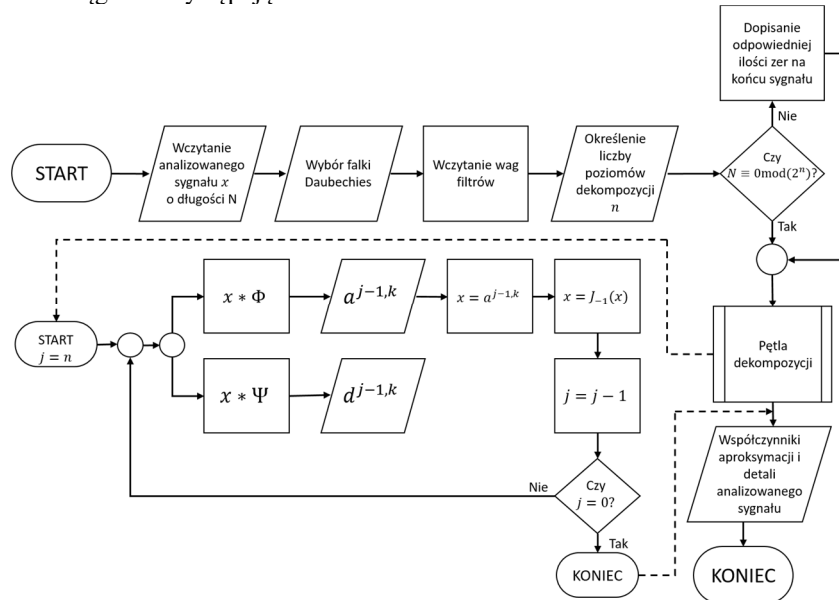 Dopisanie
odpowiedniej
ilości zer na
końcu sygnału
Nie
START
Wczytanie
analizowanego
sygnału x
o długości N
Wybór falki
Daubechies
Wczytanie wag
filtrów
Określenie
liczby
poziomów
dekompozycji
n
Czy
N ≡ 0mod(2^n)?
Tak
START
j = n
x ∗ Φ
a^{j−1,k}
x = a^{j−1,k}
x = J_{−1}(x)
Pętla
dekompozycji
x ∗ Ψ
d^{j−1,k}
j = j − 1
Współczynniki
aproksymacji i
detali
analizowanego
sygnału
Nie
Czy
j = 0?
Tak
KONIEC
KONIEC